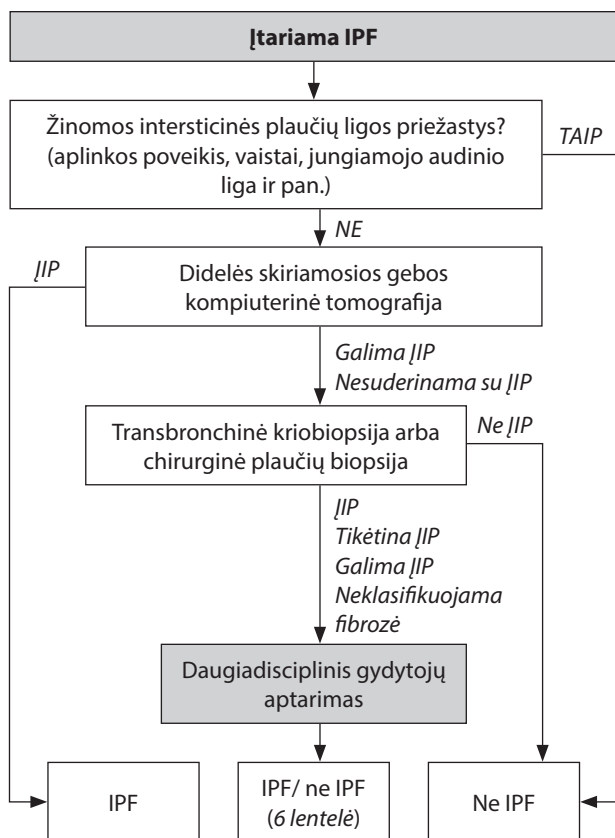 Įtariama IPF
Žinomos intersticinės plaučių ligos priežastys?
(aplinkos poveikis, vaistai, jungiamojo audinio
liga ir pan.)
TAIP
NE
ĮIP
Didelės skiriamosios gebos
kompiuterinė tomografija
Galima ĮIP
Nesuderinama su ĮIP
Transbronchinė kriobiopsija arba
chirurginė plaučių biopsija
Ne ĮIP
ĮIP
Tikėtina ĮIP
Galima ĮIP
Neklasifikuojama
fibrozė
Daugiadisciplinis gydytojų
aptarimas
IPF
IPF/ ne IPF
(6 lentelė)
Ne IPF